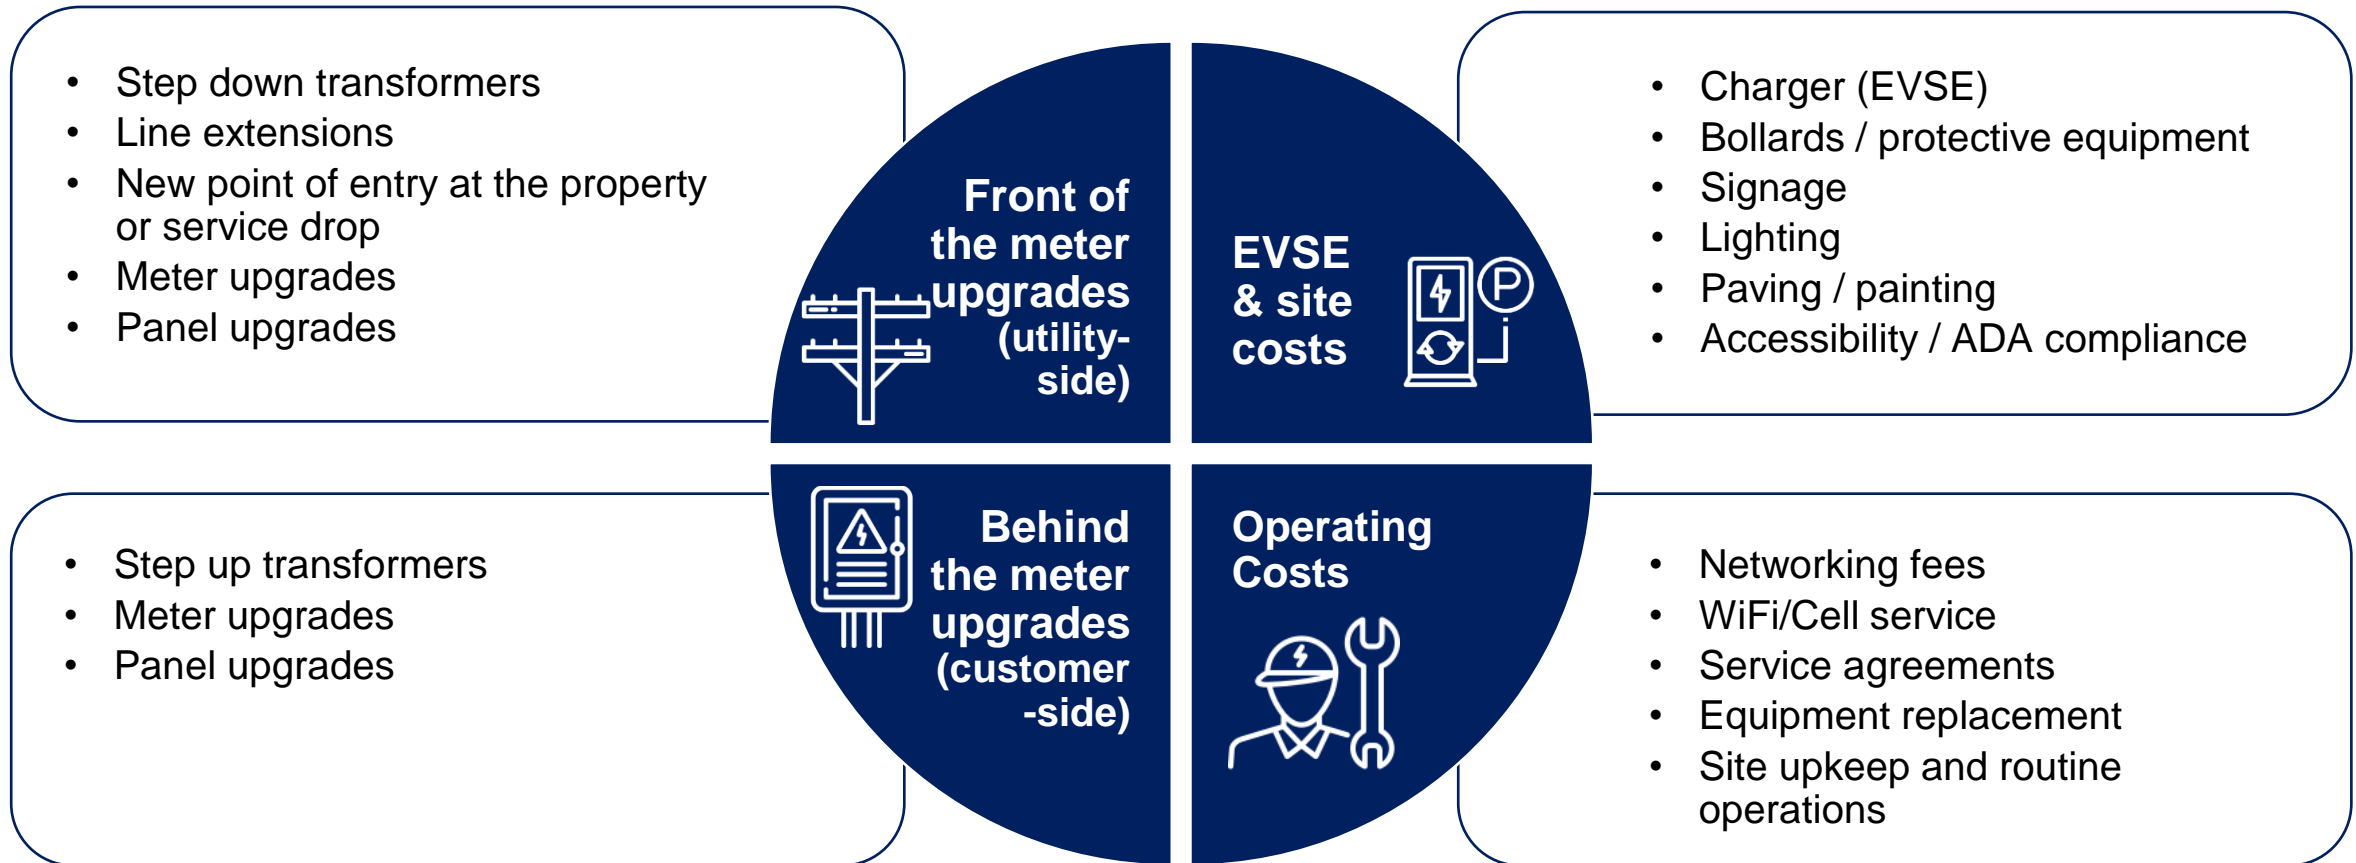 • Step down transformers
• Line extensions
• New point of entry at the property
or service drop
• Meter upgrades
• Panel upgrades
Front of
the meter
upgrades
(utility-
side)
EVSE
& site
costs
P
• Charger (EVSE)
• Bollards / protective equipment
• Signage
• Lighting
• Paving / painting
• Accessibility / ADA compliance
• Step up transformers
• Meter upgrades
• Panel upgrades
Behind
the meter
upgrades
(customer
-side)
Operating
Costs
• Networking fees
• WiFi/Cell service
• Service agreements
• Equipment replacement
• Site upkeep and routine
operations